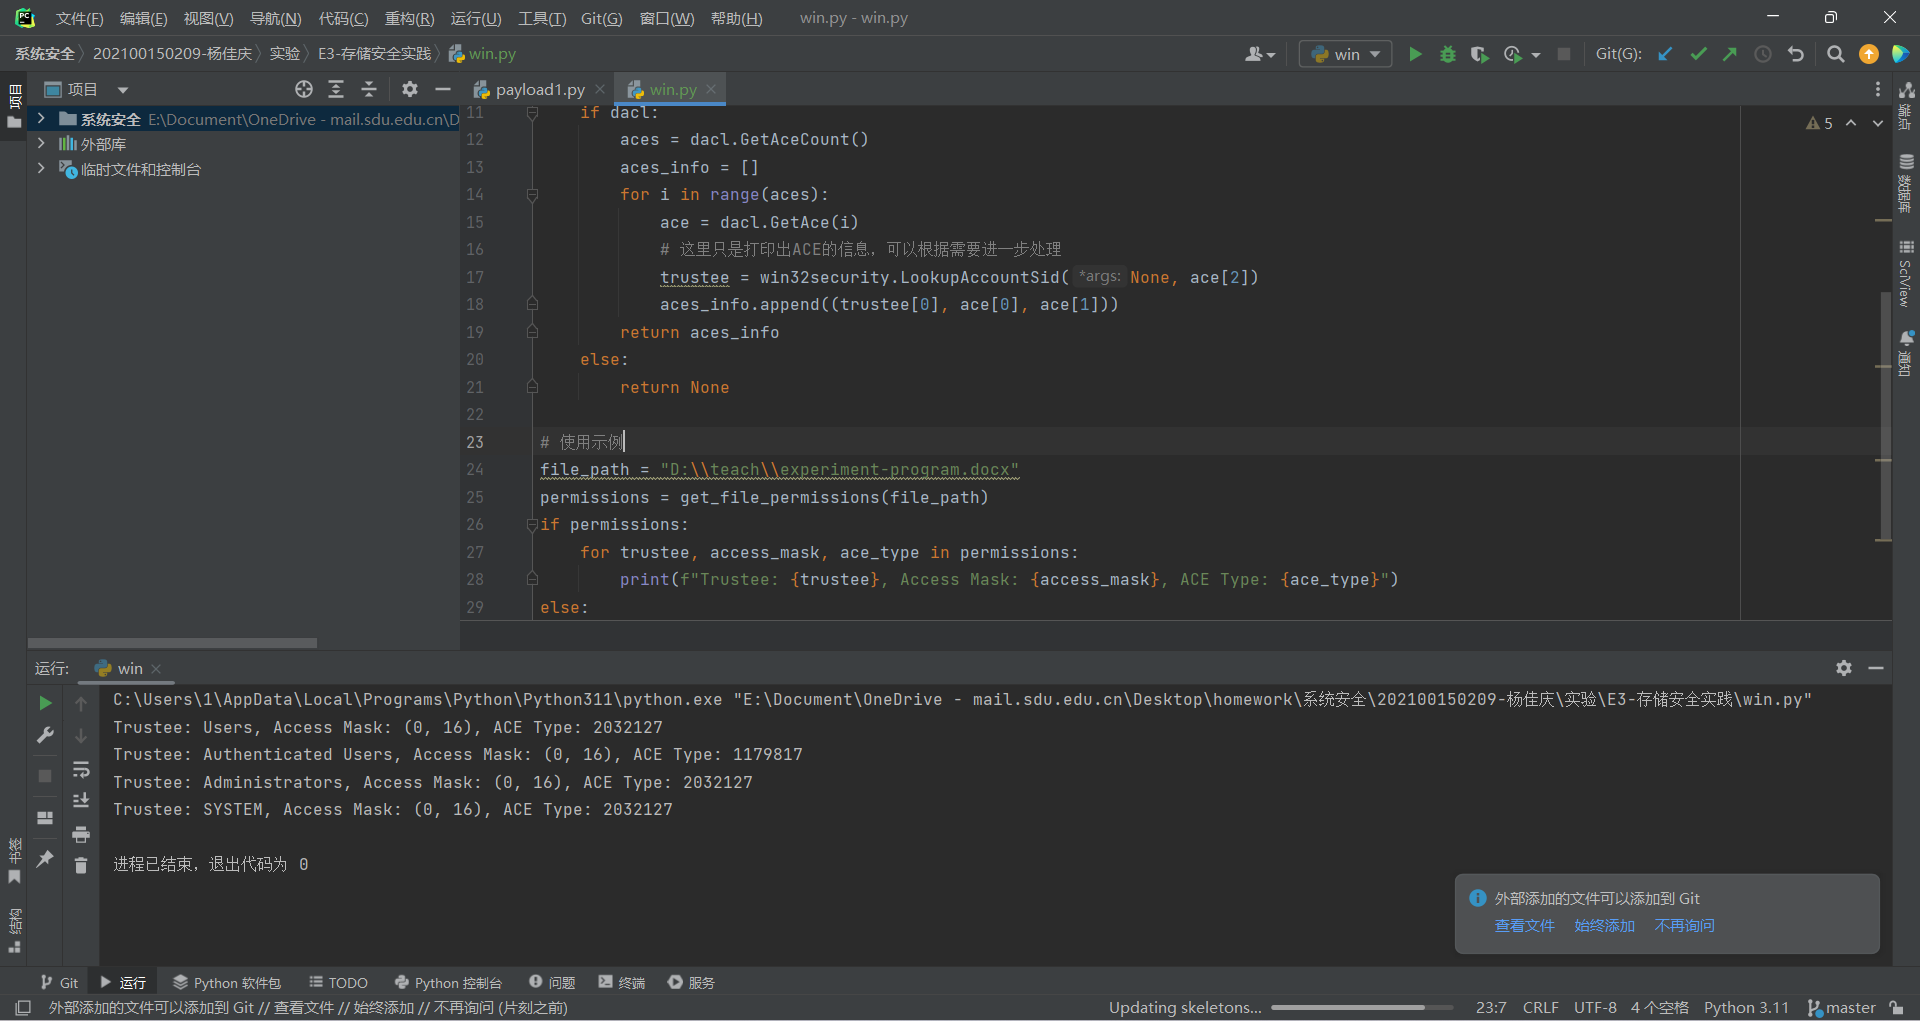 文件(F) 编辑(E) 视图(V) 导航(N) 代码(C) 重构(R) 运行(U) 工具(T) Git(G) 窗口(W) 帮助(H) win.py - win.py
系统安全 202100150209-杨佳庆 实验 E3-存储安全实践 win.py win Git(G):
项目 payload1.py win.py
项目
系统安全 E:\Document\OneDrive - mail.sdu.edu.cn\D
外部库
临时文件和控制台
5
11 if dacl:
12 aces = dacl.GetAceCount()
13 aces_info = []
14 for i in range(aces):
15 ace = dacl.GetAce(i)
16 # 这里只是打印出ACE的信息，可以根据需要进一步处理
17 trustee = win32security.LookupAccountSid( *args: None, ace[2])
18 aces_info.append((trustee[0], ace[0], ace[1]))
19 return aces_info
20 else:
21 return None
22
23 # 使用示例
24 file_path = "D:\\teach\\experiment-program.docx"
25 permissions = get_file_permissions(file_path)
26 if permissions:
27 for trustee, access_mask, ace_type in permissions:
28 print(f"Trustee: {trustee}, Access Mask: {access_mask}, ACE Type: {ace_type}")
29 else:
端点
数据库
SciView
通知
运行: win
C:\Users\1\AppData\Local\Programs\Python\Python311\python.exe "E:\Document\OneDrive - mail.sdu.edu.cn\Desktop\homework\系统安全\202100150209-杨佳庆\实验\E3-存储安全实践\win.py"
Trustee: Users, Access Mask: (0, 16), ACE Type: 2032127
Trustee: Authenticated Users, Access Mask: (0, 16), ACE Type: 1179817
Trustee: Administrators, Access Mask: (0, 16), ACE Type: 2032127
Trustee: SYSTEM, Access Mask: (0, 16), ACE Type: 2032127
进程已结束，退出代码为 0
书签
结构
外部添加的文件可以添加到 Git
查看文件 始终添加 不再询问
Git 运行 Python 软件包 TODO Python 控制台 问题 终端 服务
外部添加的文件可以添加到 Git // 查看文件 // 始终添加 // 不再询问 (片刻之前) Updating skeletons... 23:7 CRLF UTF-8 4 个空格 Python 3.11 master